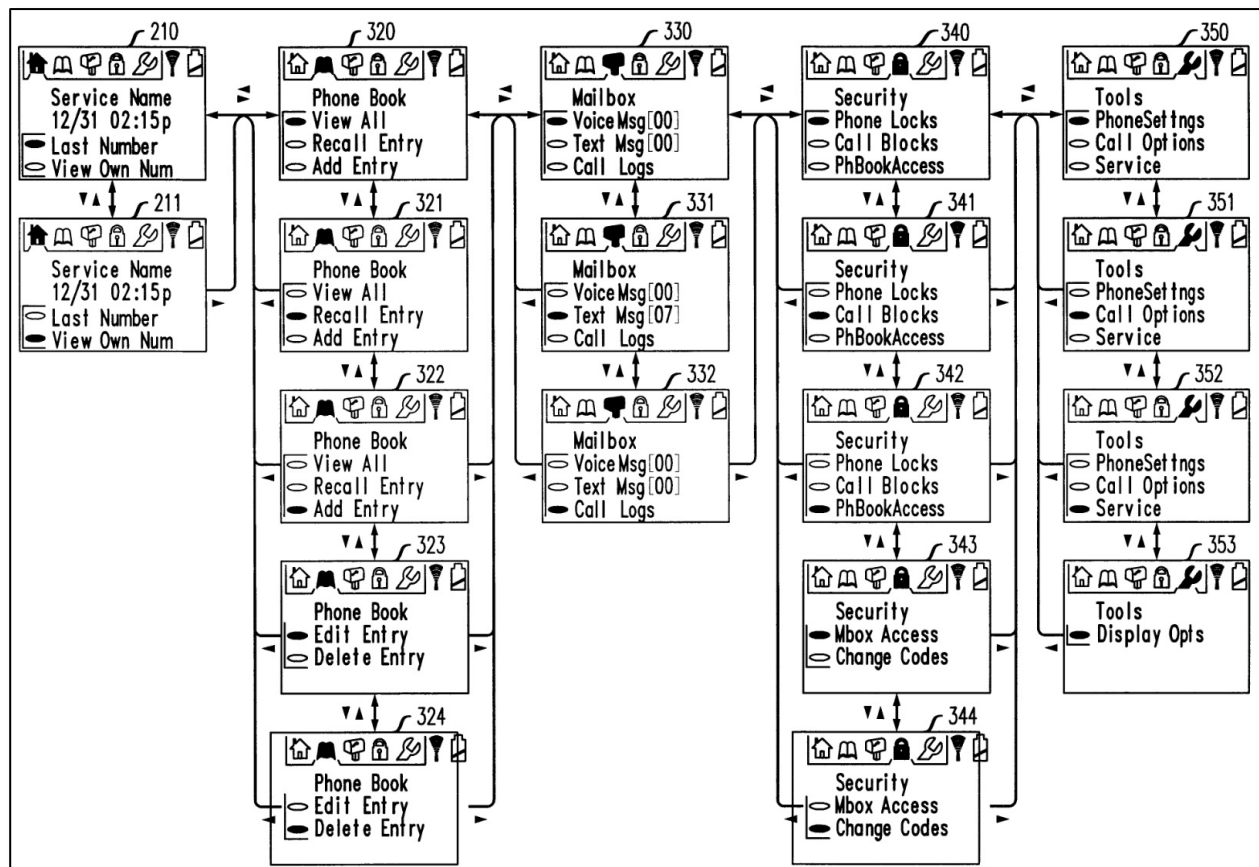 210
Service Name
12/31 02:15p
Last Number
View Own Num
211
Service Name
12/31 02:15p
Last Number
View Own Num
320
Phone Book
View All
Recall Entry
Add Entry
321
Phone Book
View All
Recall Entry
Add Entry
322
Phone Book
View All
Recall Entry
Add Entry
323
Phone Book
Edit Entry
Delete Entry
324
Phone Book
Edit Entry
Delete Entry
330
Mailbox
VoiceMsg[00]
Text Msg[00]
Call Logs
331
Mailbox
VoiceMsg[00]
Text Msg[07]
Call Logs
332
Mailbox
VoiceMsg[00]
Text Msg[00]
Call Logs
340
Security
Phone Locks
Call Blocks
PhBookAccess
341
Security
Phone Locks
Call Blocks
PhBookAccess
342
Security
Phone Locks
Call Blocks
PhBookAccess
343
Security
Mbox Access
Change Codes
344
Security
Mbox Access
Change Codes
350
Tools
PhoneSettngs
Call Options
Service
351
Tools
PhoneSettngs
Call Options
Service
352
Tools
PhoneSettngs
Call Options
Service
353
Tools
Display Opts